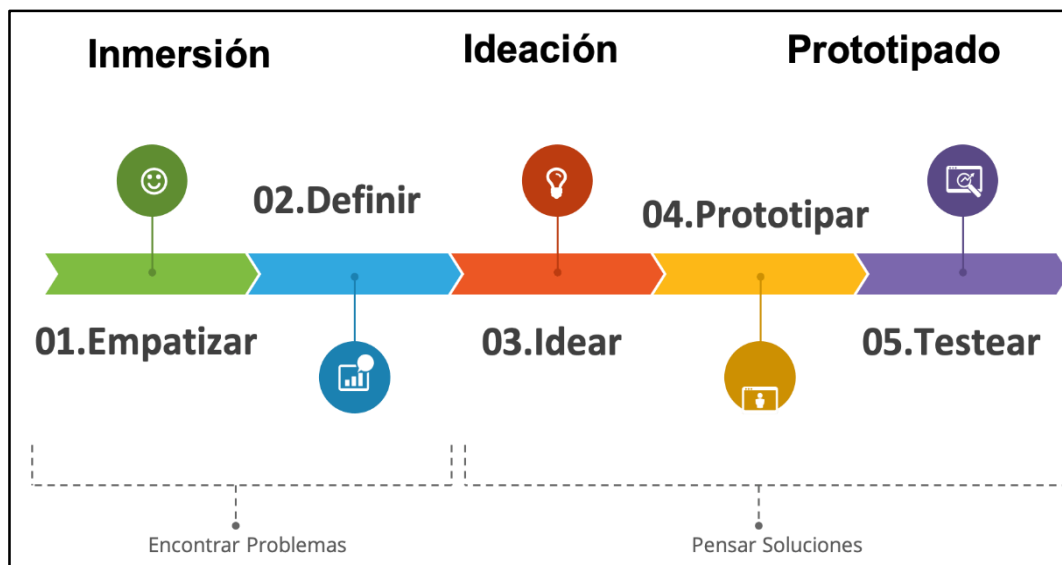 Inmersión
Ideación
Prototipado
02.Definir
04.Prototipar
01.Empatizar
03.Idear
05.Testear
Encontrar Problemas
Pensar Soluciones